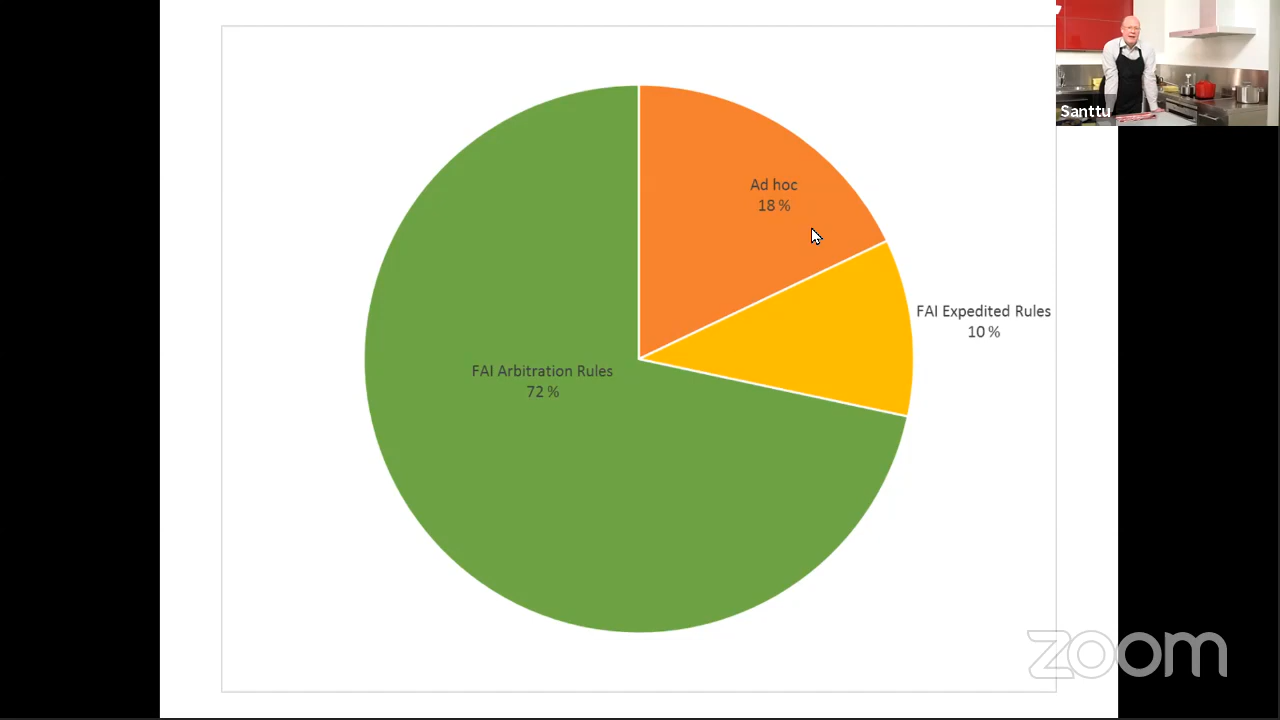 Ad hoc
18 %
FAI Expedited Rules
10 %
FAI Arbitration Rules
72 %
Santtu
zoom